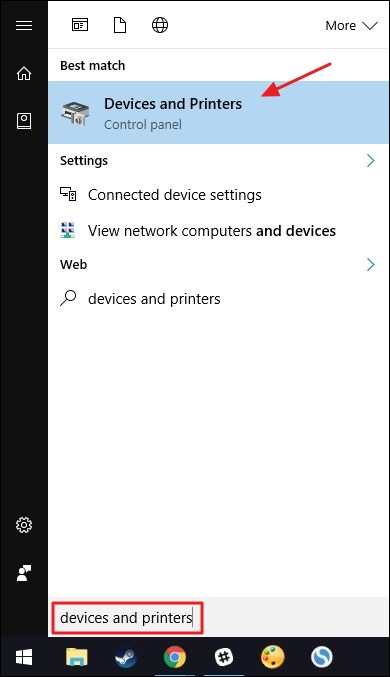 More
Best match
Devices and Printers
Control panel
Settings
Connected device settings
View network computers and devices
Web
devices and printers
devices and printers